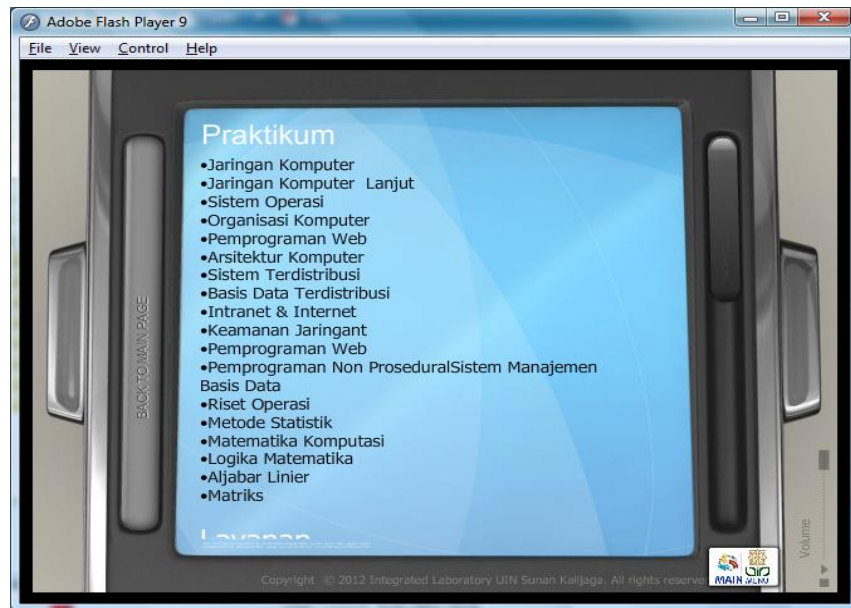 Adobe Flash Player 9
File View Control Help
Praktikum
•Jaringan Komputer
•Jaringan Komputer Lanjut
•Sistem Operasi
•Organisasi Komputer
•Pemprograman Web
•Arsitektur Komputer
•Sistem Terdistribusi
•Basis Data Terdistribusi
•Intranet & Internet
•Keamanan Jaringant
•Pemprograman Web
•Pemprograman Non ProseduralSistem Manajemen
Basis Data
•Riset Operasi
•Metode Statistik
•Matematika Komputasi
•Logika Matematika
•Aljabar Linier
•Matriks
Layanan
BACK TO MAIN PAGE
Volume
Copyright © 2012 Integrated Laboratory UIN Sunan Kalijaga. All rights reserve
MAIN MENU